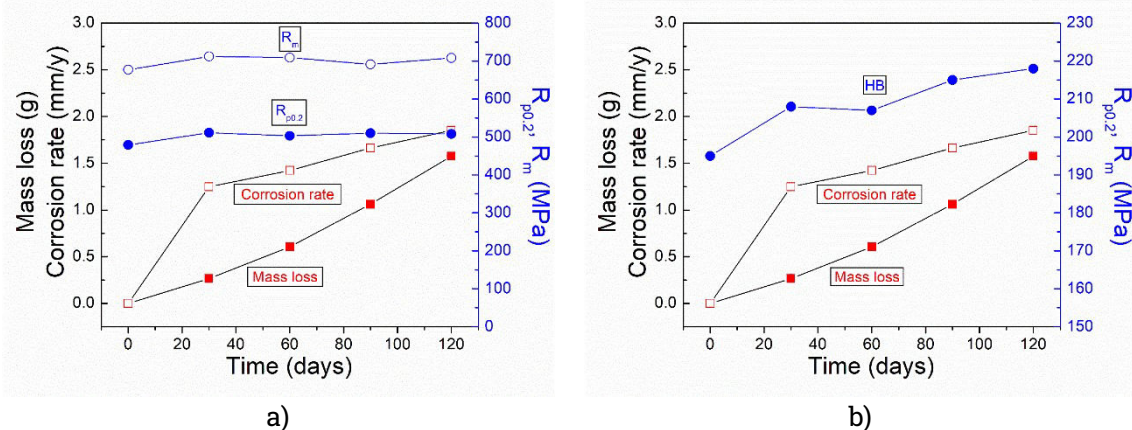 Mass loss (g)
Corrosion rate (mm/y)
3.0
2.5
2.0
1.5
1.0
0.5
0.0
0 20 40 60 80 100 120
Time (days)
800
700
600
500
400
300
200
100
0
Rp0.2, Rm (MPa)
Rm
Rp0.2
Corrosion rate
Mass loss
a)
Mass loss (g)
Corrosion rate (mm/y)
3.0
2.5
2.0
1.5
1.0
0.5
0.0
0 20 40 60 80 100 120
Time (days)
230
220
210
200
190
180
170
160
150
Rp0.2, Rm (MPa)
HB
Corrosion rate
Mass loss
b)